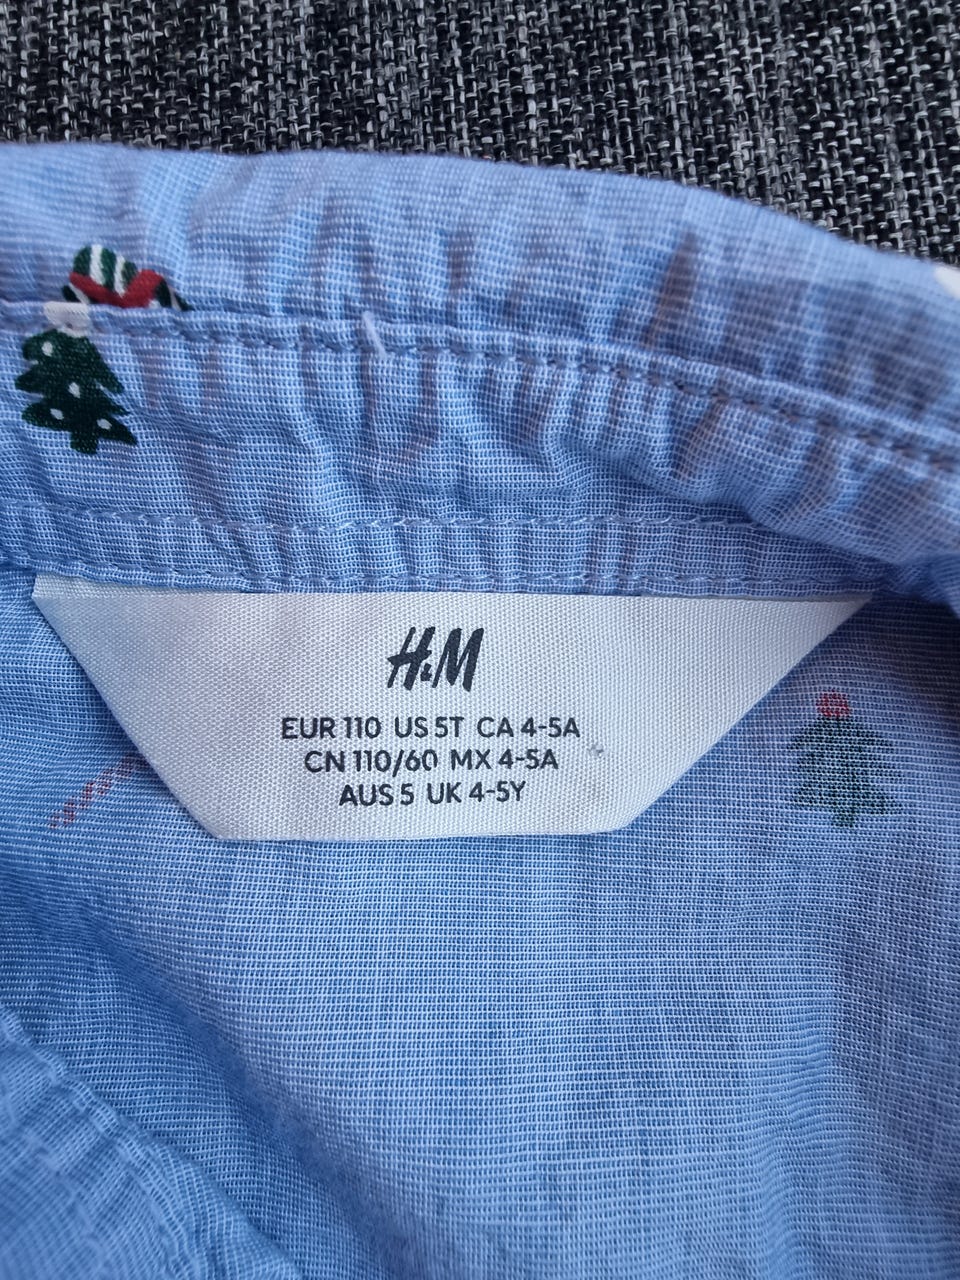 H&M
EUR 110 US 5T CA 4-5A
CN 110/60 MX 4-5A
AUS 5 UK 4-5Y